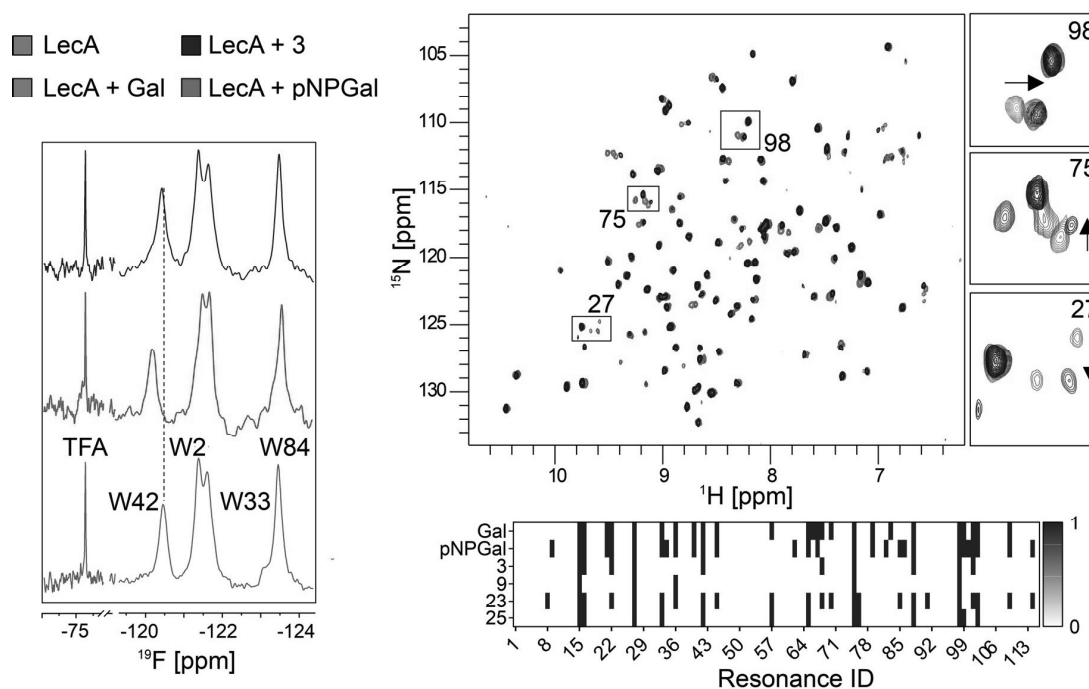 LecA
LecA + 3
LecA + Gal
LecA + pNPGal
TFA
W42
W2
W33
W84
-75
-120
-122
-124
¹⁹F [ppm]
105
110
115
120
125
130
¹⁵N [ppm]
98
75
27
10
9
8
7
¹H [ppm]
98
75
27
Gal
pNPGal
3
9
23
25
1
8
15
22
29
36
43
50
57
64
71
78
85
92
99
106
113
Resonance ID
1
0